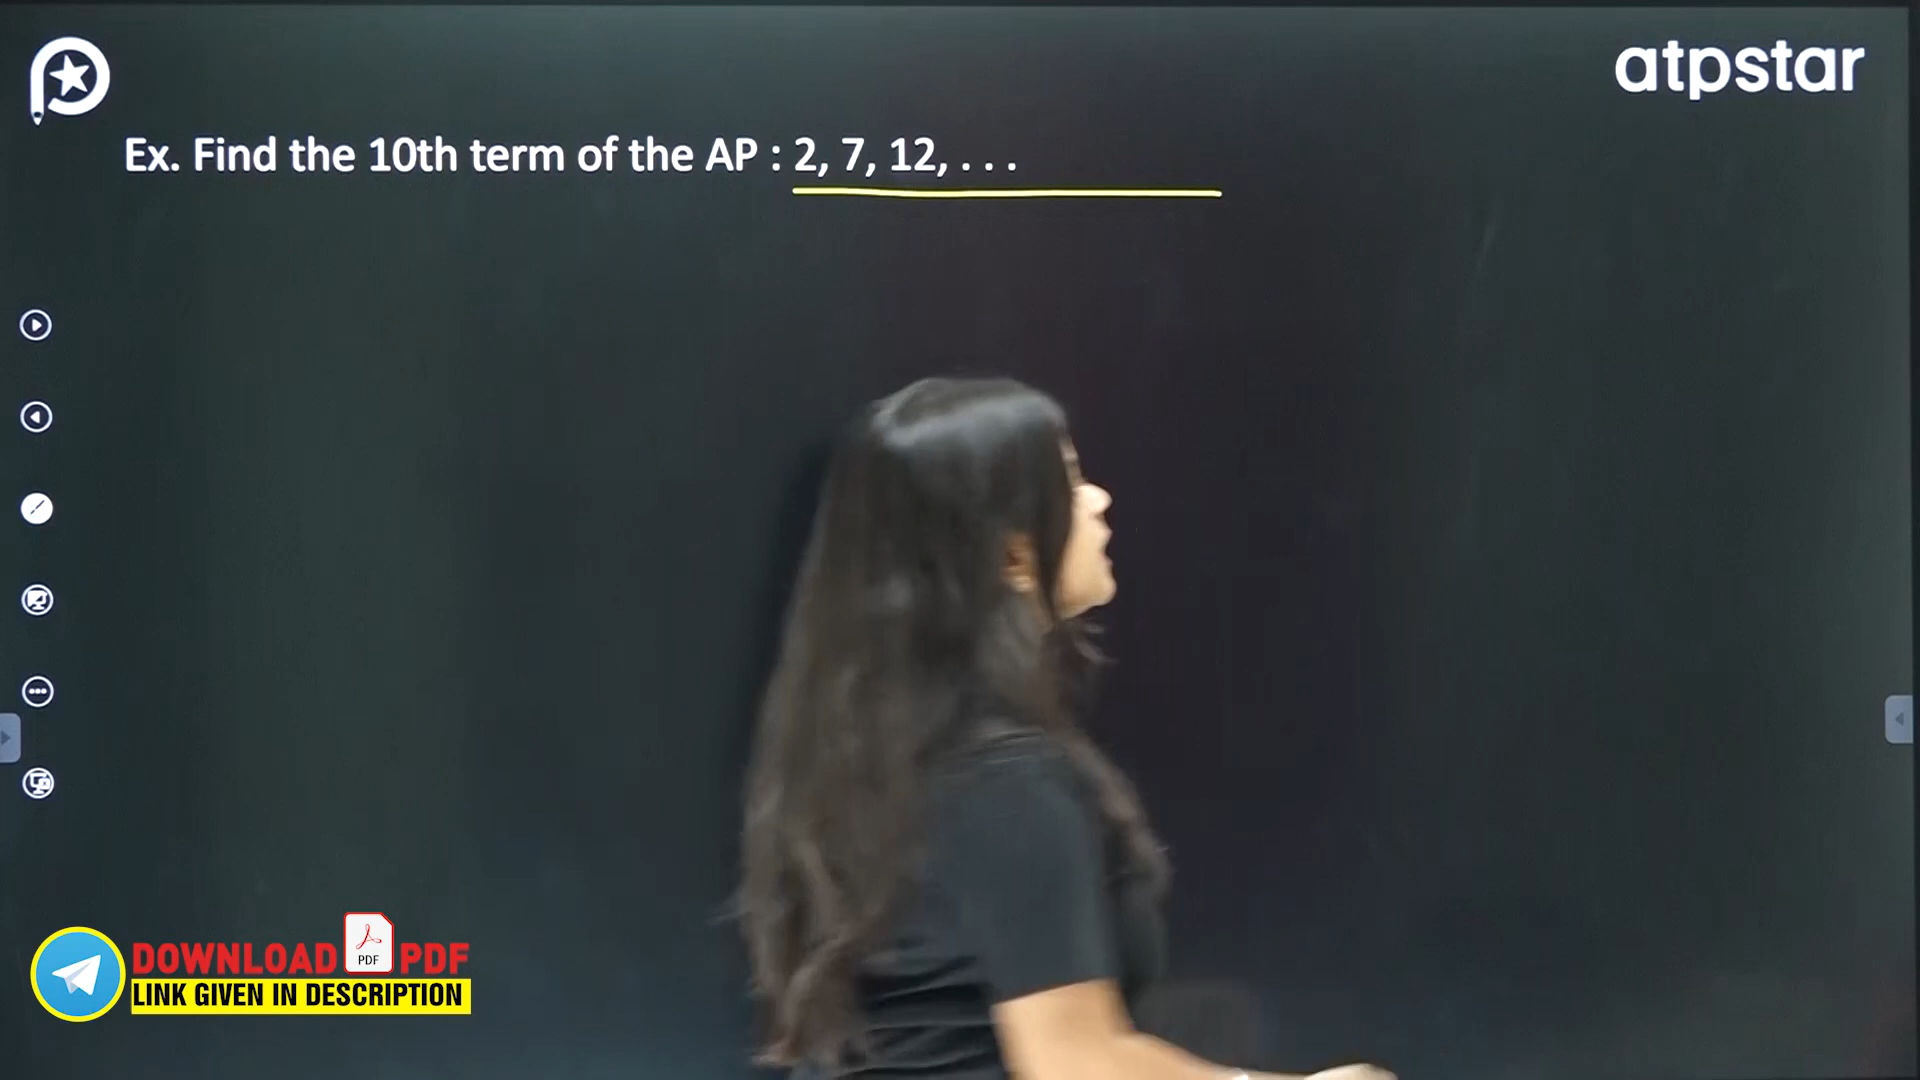 atpstar
Ex. Find the 10th term of the AP : 2, 7, 12, . . .
DOWNLOAD PDF PDF
LINK GIVEN IN DESCRIPTION